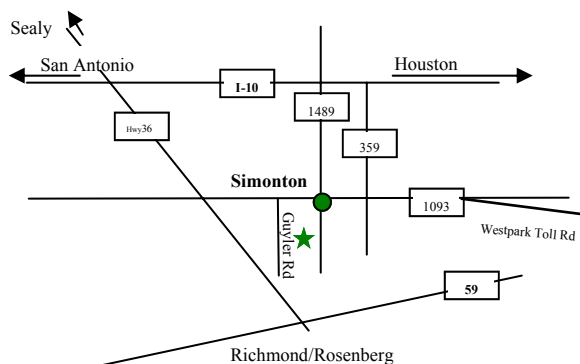 Sealy
San Antonio
Houston
I-10
1489
Hwy36
359
Simonton
1093
Guyler Rd
Westpark Toll Rd
59
Richmond/Rosenberg